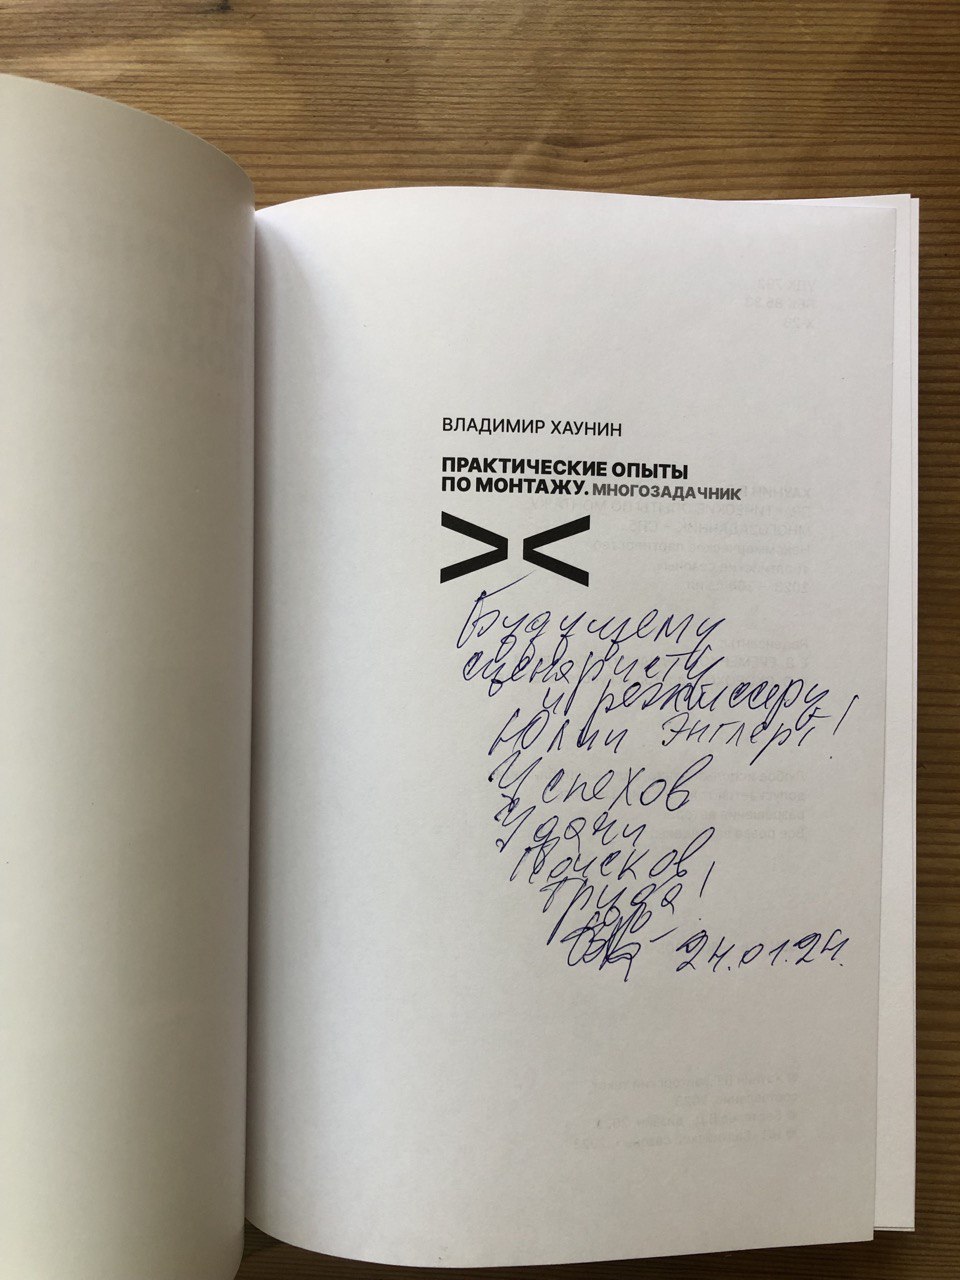 ВЛАДИМИР ХАУНИН
ПРАКТИЧЕСКИЕ ОПЫТЫ
ПО МОНТАЖУ. МНОГОЗАДАЧНИК
Будущему
сценаристу
и режиссеру
Юлии Энглерт!
Успехов
Удачи
Поисков
Труда!
24.01.24.